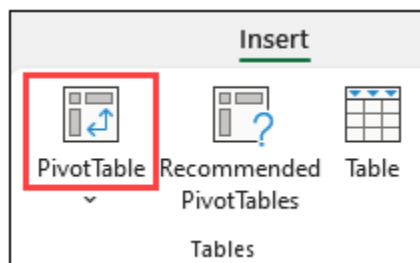 Insert
PivotTable
Recommended
PivotTables
Table
Tables